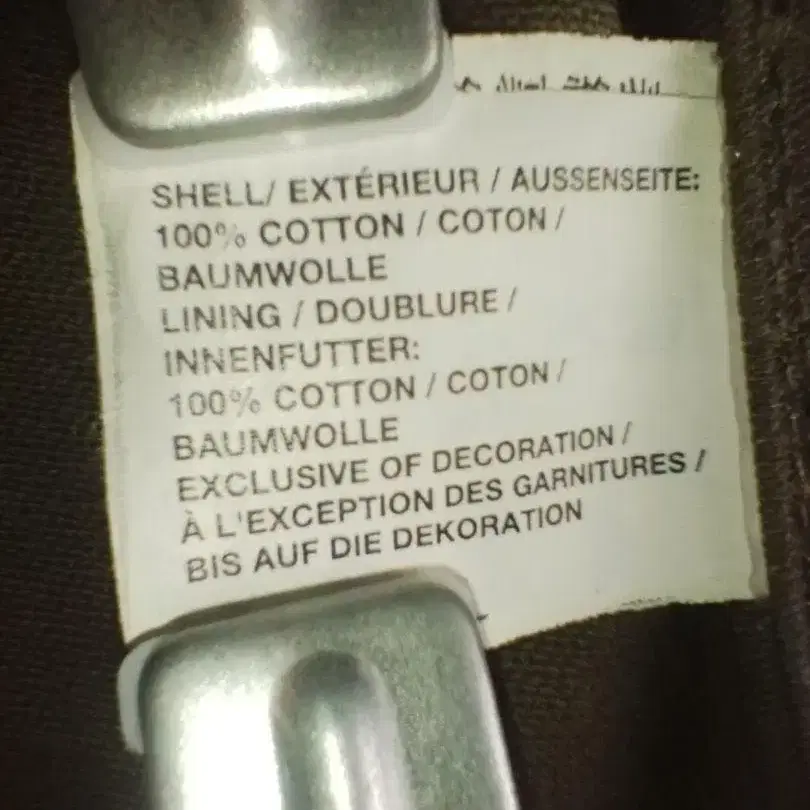 SHELL/ EXTÉRIEUR / AUSSENSEITE:
100% COTTON / COTON /
BAUMWOLLE
LINING / DOUBLURE /
INNENFUTTER:
100% COTTON / COTON /
BAUMWOLLE
EXCLUSIVE OF DECORATION /
À L'EXCEPTION DES GARNITURES /
BIS AUF DIE DEKORATION